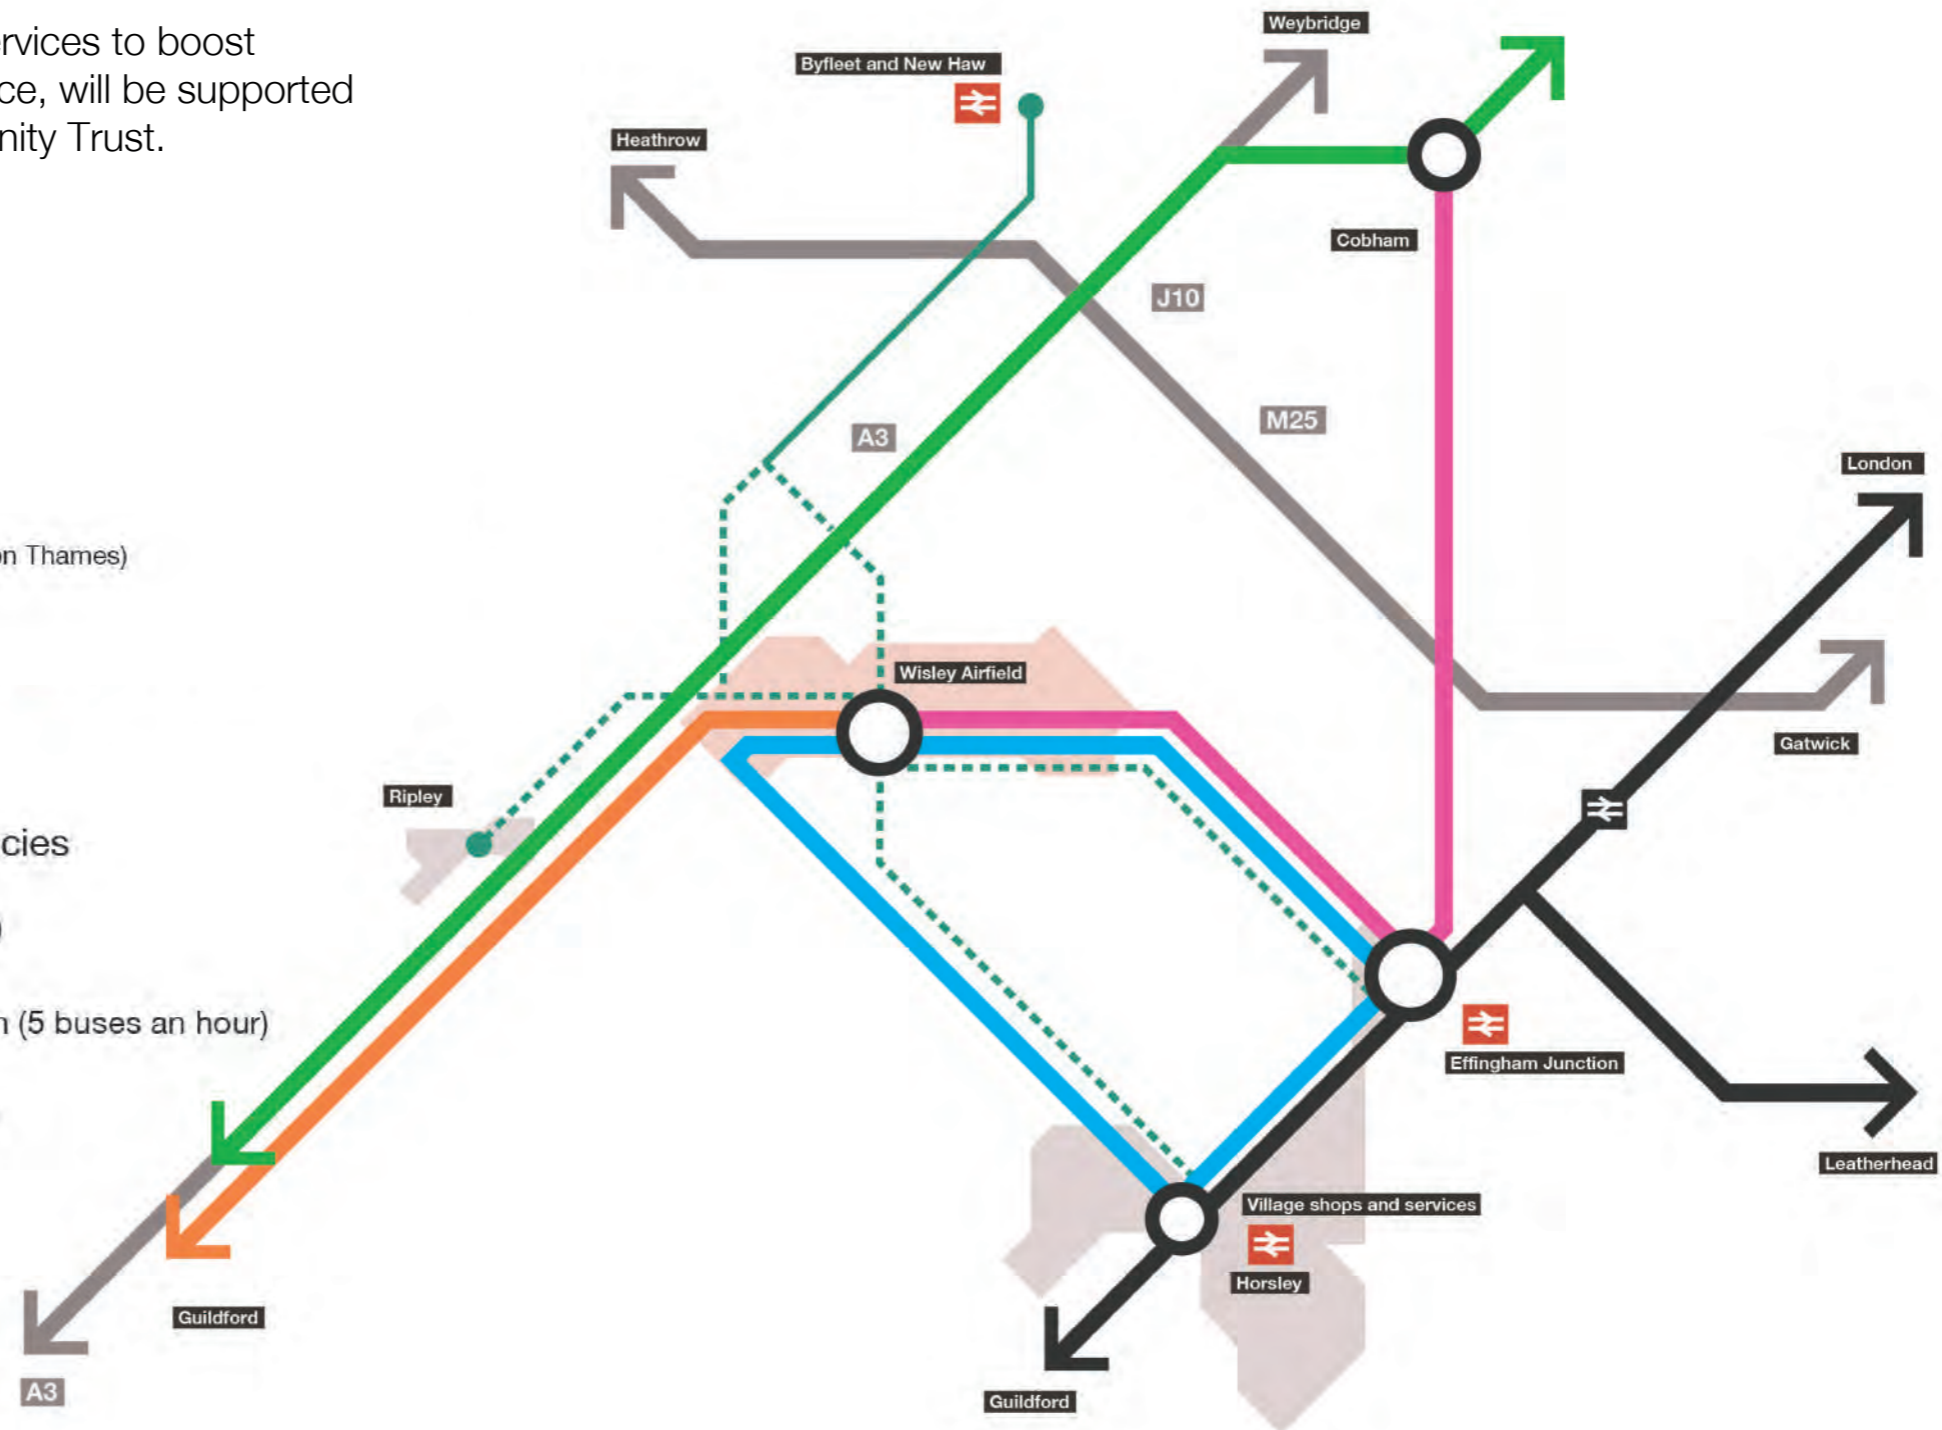 ervices to boost
ce, will be supported
nity Trust.
on Thames)
cies
)
n (5 buses an hour)
Weybridge
Byfleet and New Haw
Heathrow
Cobham
J10
M25
A3
London
Wisley Airfield
Gatwick
Ripley
Effingham Junction
Leatherhead
Village shops and services
Horsley
Guildford
A3
Guildford